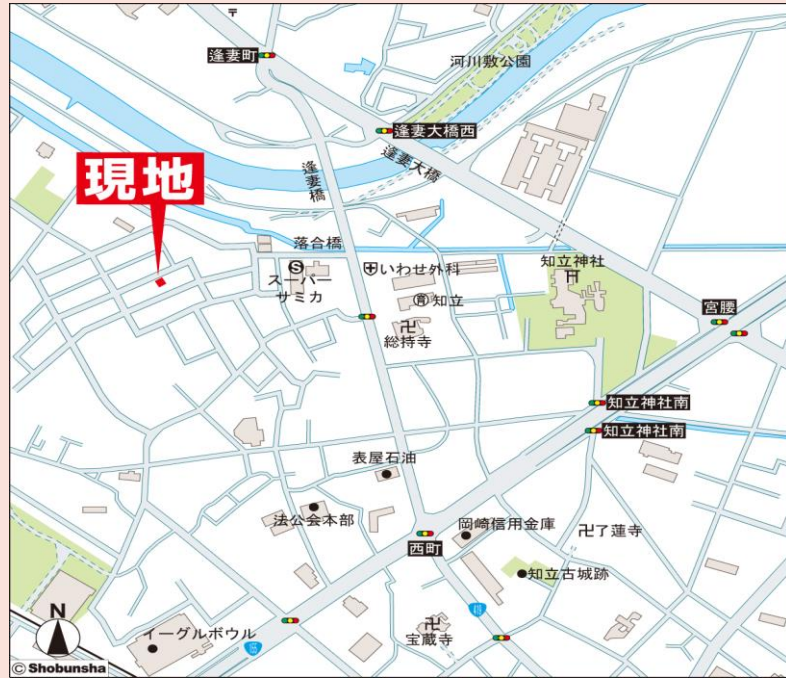 逢妻町
河川敷公園
逢妻大橋西
逢妻大橋
逢妻橋
現地
落合橋
S
スーパー
サミカ
いわせ外科
知立神社
育知立
総持寺
宮腰
知立神社南
知立神社南
表屋石油
法公会本部
岡崎信用金庫
西町
卍了蓮寺
知立古城跡
宝蔵寺
イーグルボウル
N
© Shobunsha